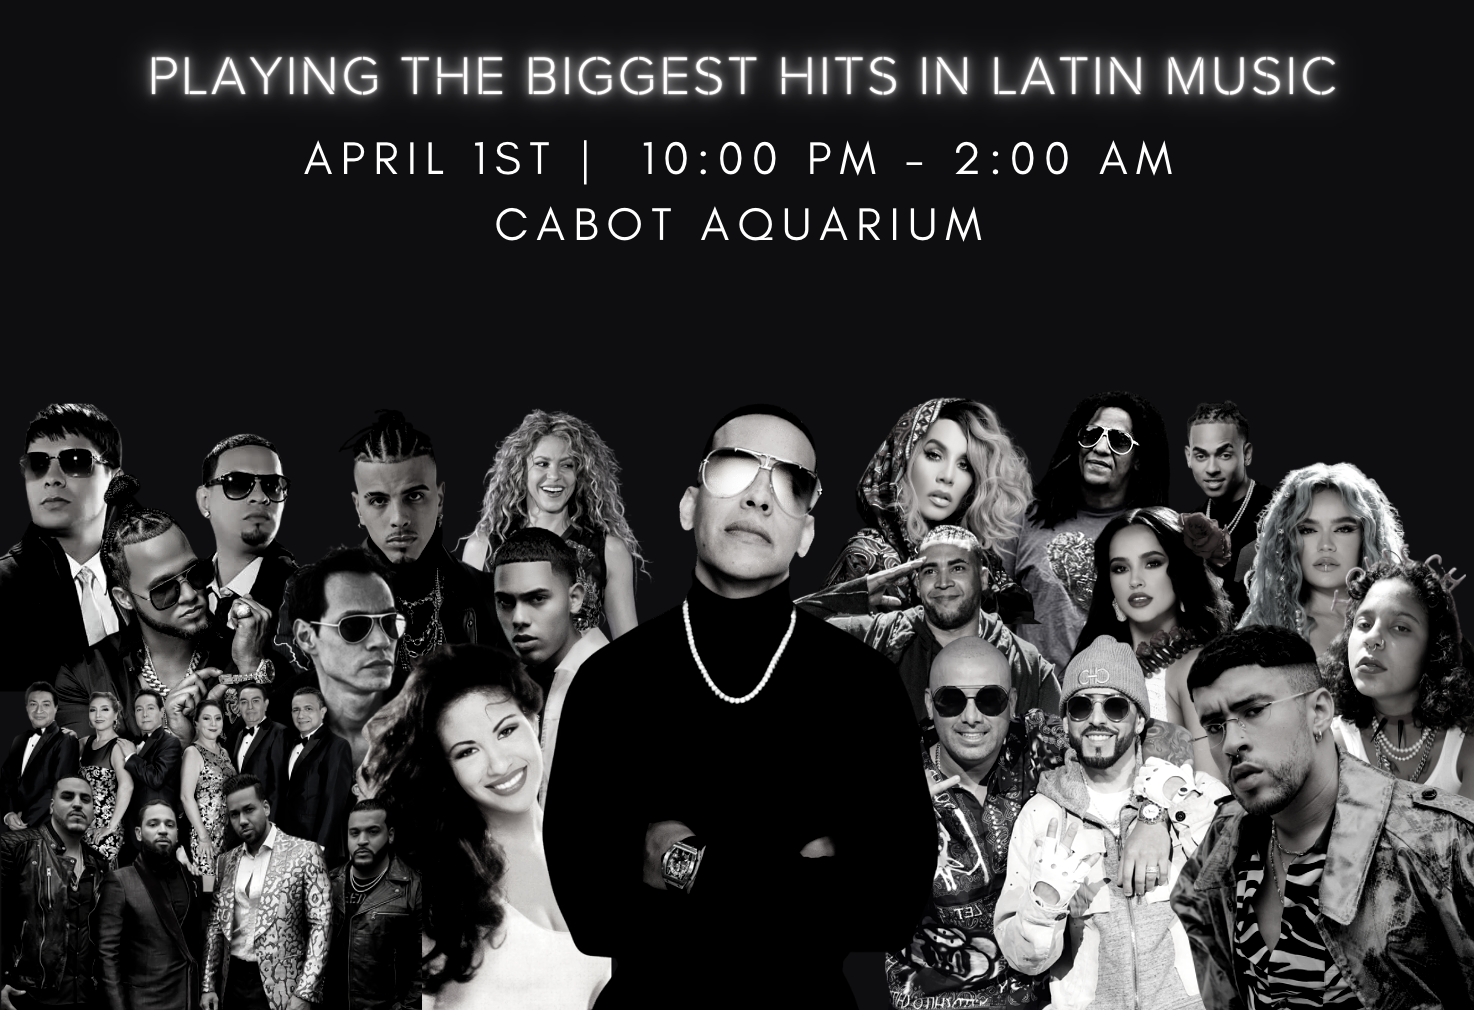 PLAYING THE BIGGEST HITS IN LATIN MUSIC
APRIL 1ST | 10:00 PM – 2:00 AM
CABOT AQUARIUM